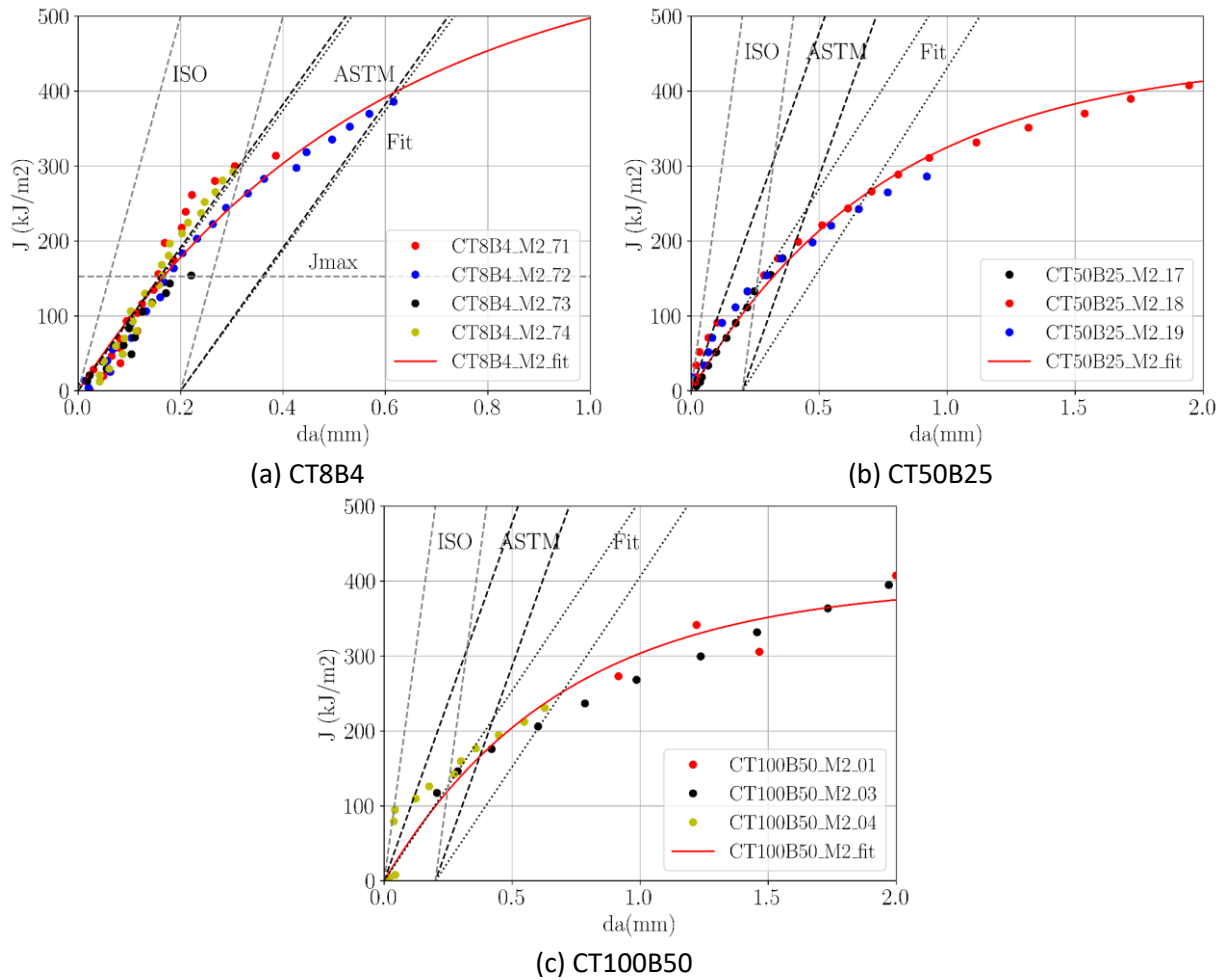 500
400
300
200
100
0
J (kJ/m2)
ISO
ASTM
Fit
Jmax
CT8B4_M2_71
CT8B4_M2_72
CT8B4_M2_73
CT8B4_M2_74
CT8B4_M2_fit
0.0 0.2 0.4 0.6 0.8 1.0
da(mm)
(a) CT8B4
500
400
300
200
100
0
J (kJ/m2)
ISO ASTM Fit
CT50B25_M2_17
CT50B25_M2_18
CT50B25_M2_19
CT50B25_M2_fit
0.0 0.5 1.0 1.5 2.0
da(mm)
(b) CT50B25
500
400
300
200
100
0
J (kJ/m2)
ISO ASTM Fit
CT100B50_M2_01
CT100B50_M2_03
CT100B50_M2_04
CT100B50_M2_fit
0.0 0.5 1.0 1.5 2.0
da(mm)
(c) CT100B50